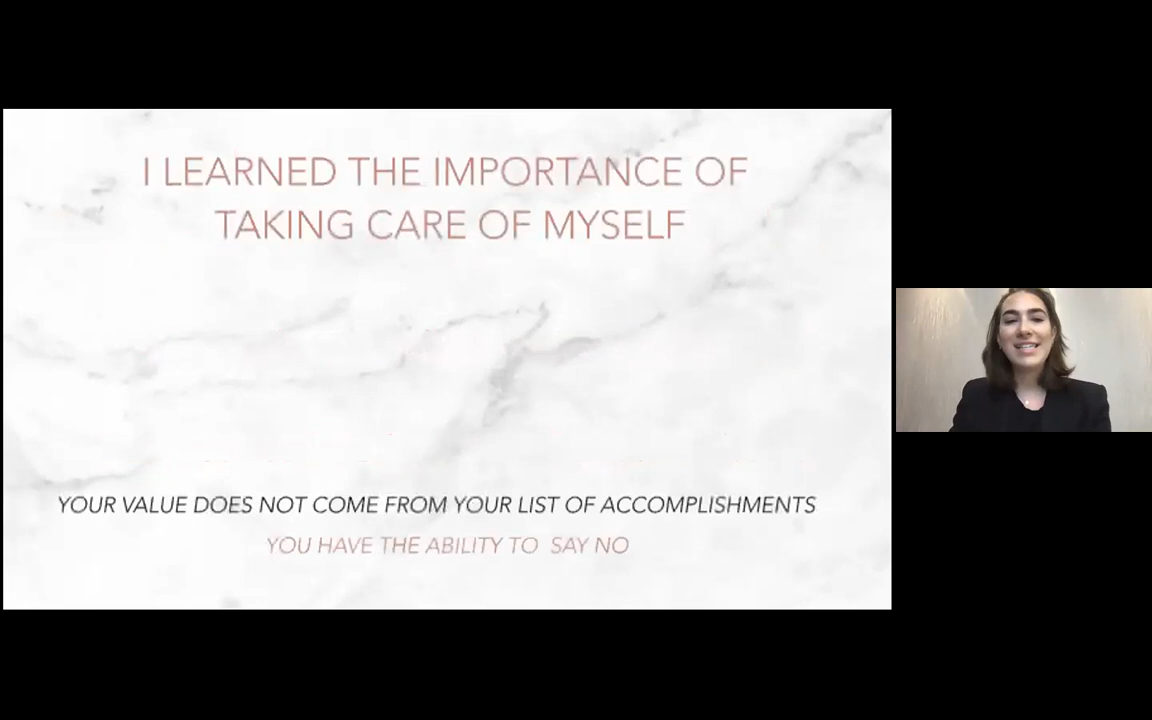 I LEARNED THE IMPORTANCE OF
TAKING CARE OF MYSELF
YOUR VALUE DOES NOT COME FROM YOUR LIST OF ACCOMPLISHMENTS
YOU HAVE THE ABILITY TO SAY NO